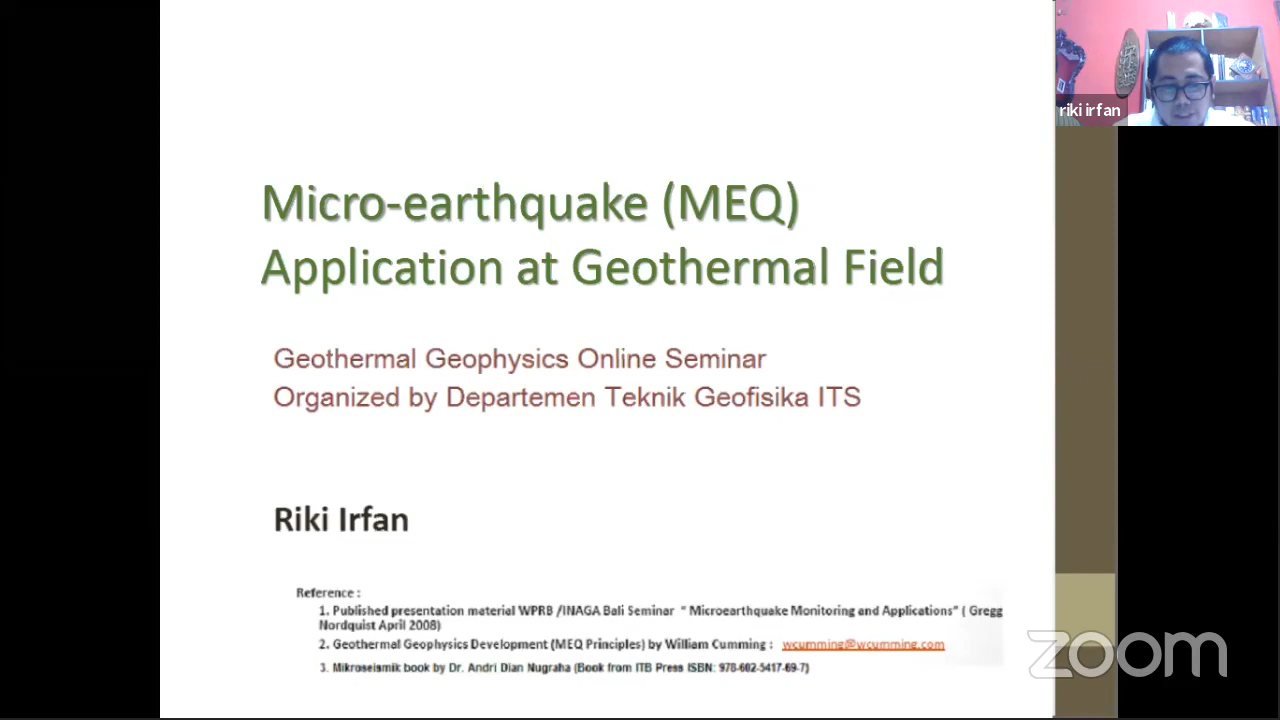 riki irfan
Micro-earthquake (MEQ)
Application at Geothermal Field
Geothermal Geophysics Online Seminar
Organized by Departemen Teknik Geofisika ITS
Riki Irfan
Reference :
1. Published presentation material WPRB /INAGA Bali Seminar “ Microearthquake Monitoring and Applications” ( Gregg
Nordquist April 2008)
2. Geothermal Geophysics Development (MEQ Principles) by William Cumming : wcumming@wcumming.com
3. Mikroseismik book by Dr. Andri Dian Nugraha (Book from ITB Press ISBN: 978-602-5417-69-7)
zoom